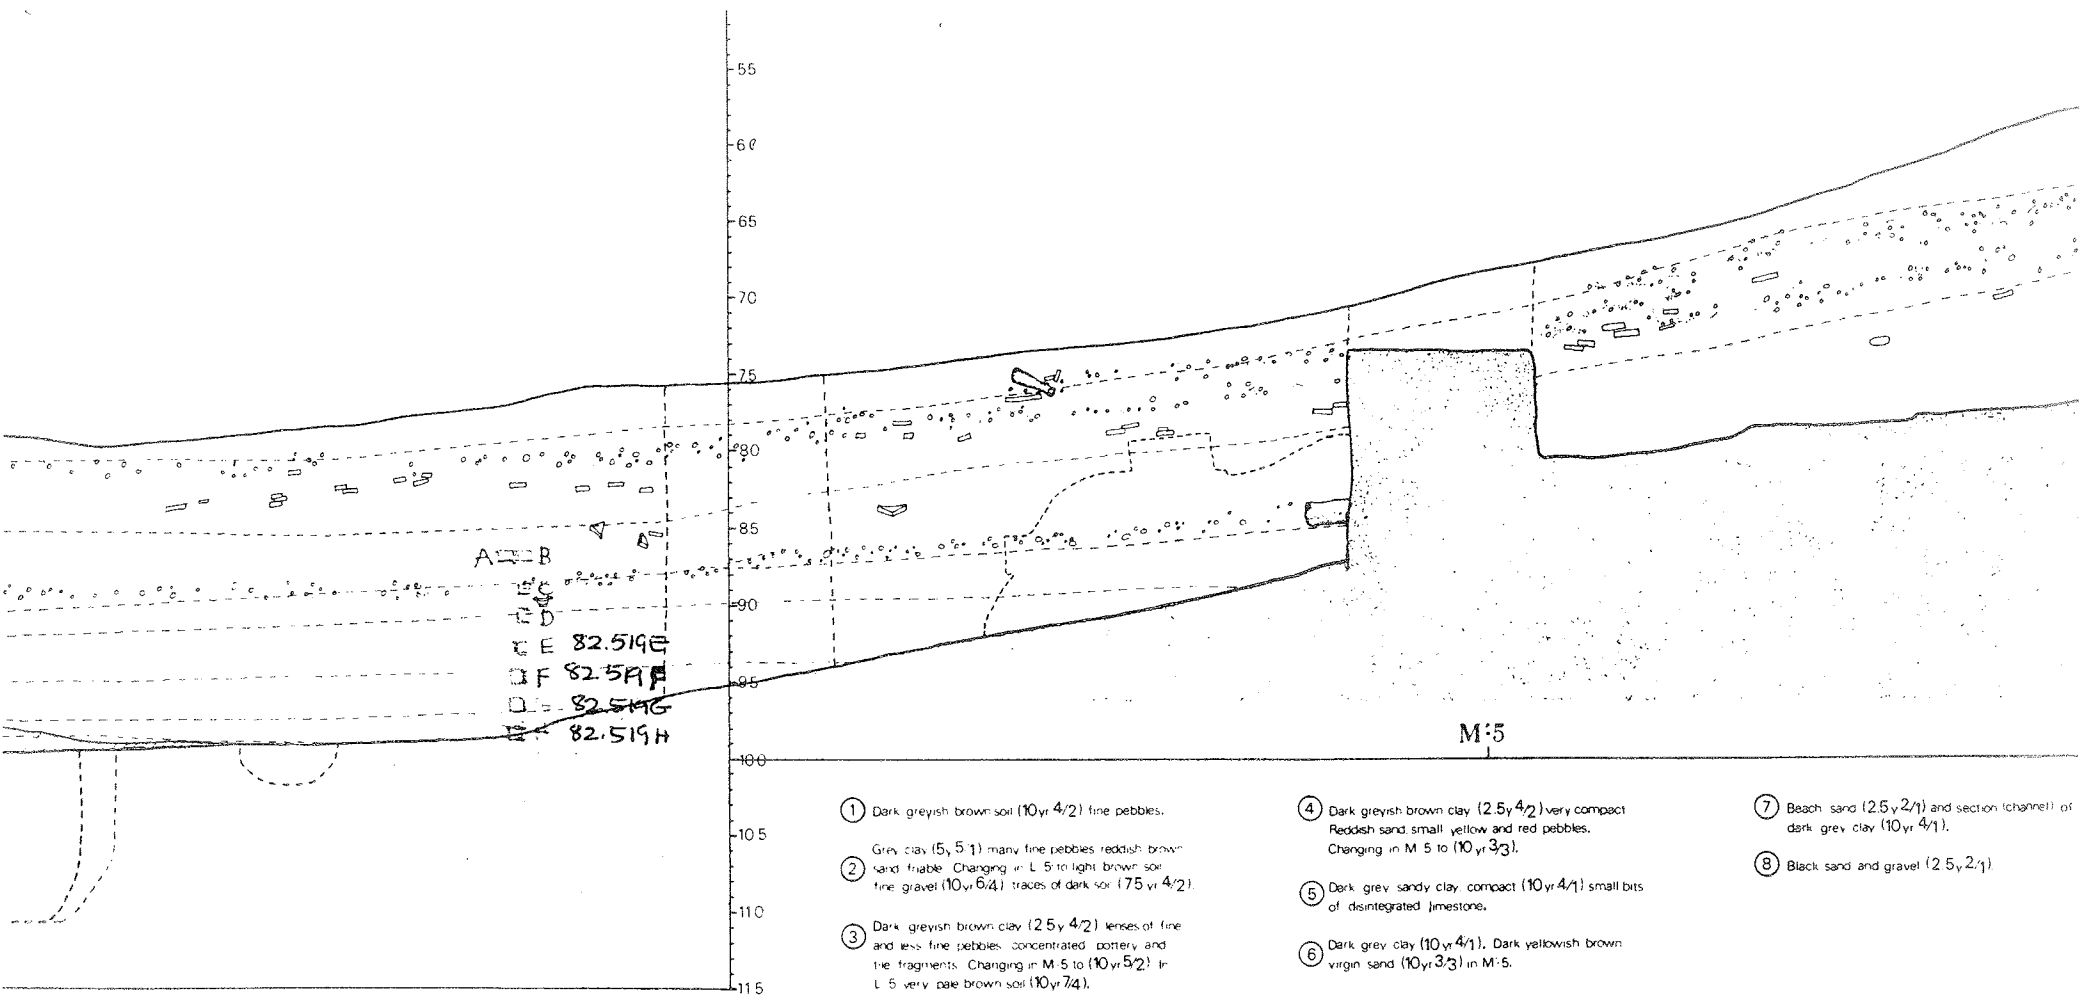 55
60
65
70
75
80
85
A B
C
90
D
E 82.519E
F 82.519F
95
82.519G
82.519H
M:5
100
105
110
115
① Dark greyish brown soil (10yr 4/2) fine pebbles.
② Grey clay (5y 5/1) many fine pebbles reddish brown
sand friable Changing in L 5 to light brown soil
fine gravel (10yr 6/4) traces of dark soil (75 yr 4/2).
③ Dark greyish brown clay (25y 4/2) lenses of fine
and less fine pebbles concentrated pottery and
tile fragments Changing in M·5 to (10yr 5/2) in
L 5 very pale brown soil (10yr 7/4).
④ Dark greyish brown clay (2.5y 4/2) very compact
Reddish sand, small yellow and red pebbles.
Changing in M 5 to (10yr 3/3).
⑤ Dark grey sandy clay compact (10yr 4/1) small bits
of disintegrated limestone.
⑥ Dark grey clay (10yr 4/1). Dark yellowish brown
virgin sand (10yr 3/3) in M·5.
⑦ Beach sand (2.5y 2/1) and section (channel) of
dark grey clay (10yr 4/1).
⑧ Black sand and gravel (2.5y 2/1)